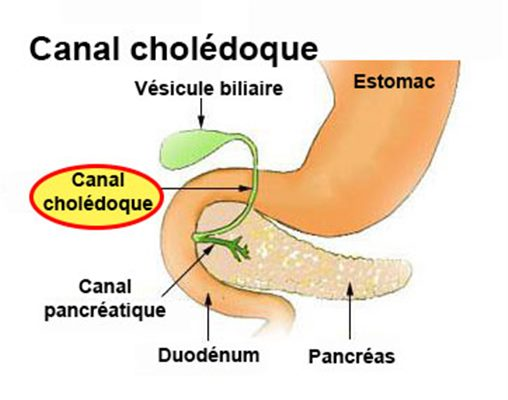 Canal cholédoque
Estomac
Vésicule biliaire
Canal
cholédoque
Canal
pancréatique
Duodénum
Pancréas